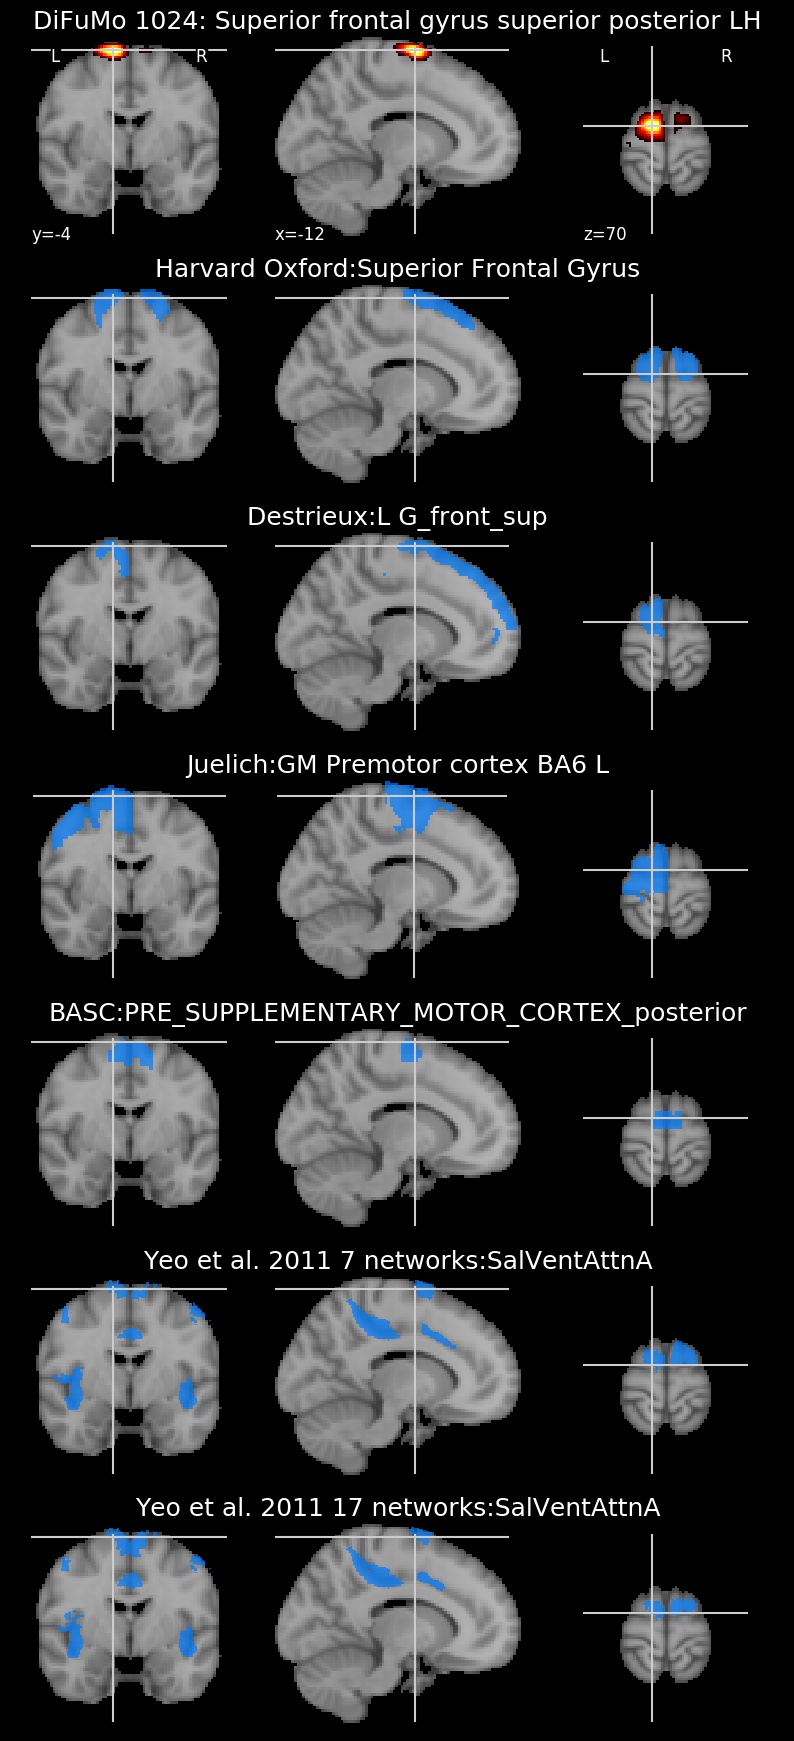 DiFuMo 1024: Superior frontal gyrus superior posterior LH
L R L R
y=-4 x=-12 z=70
Harvard Oxford:Superior Frontal Gyrus
Destrieux:L G_front_sup
Juelich:GM Premotor cortex BA6 L
BASC:PRE_SUPPLEMENTARY_MOTOR_CORTEX_posterior
Yeo et al. 2011 7 networks:SalVentAttnA
Yeo et al. 2011 17 networks:SalVentAttnA